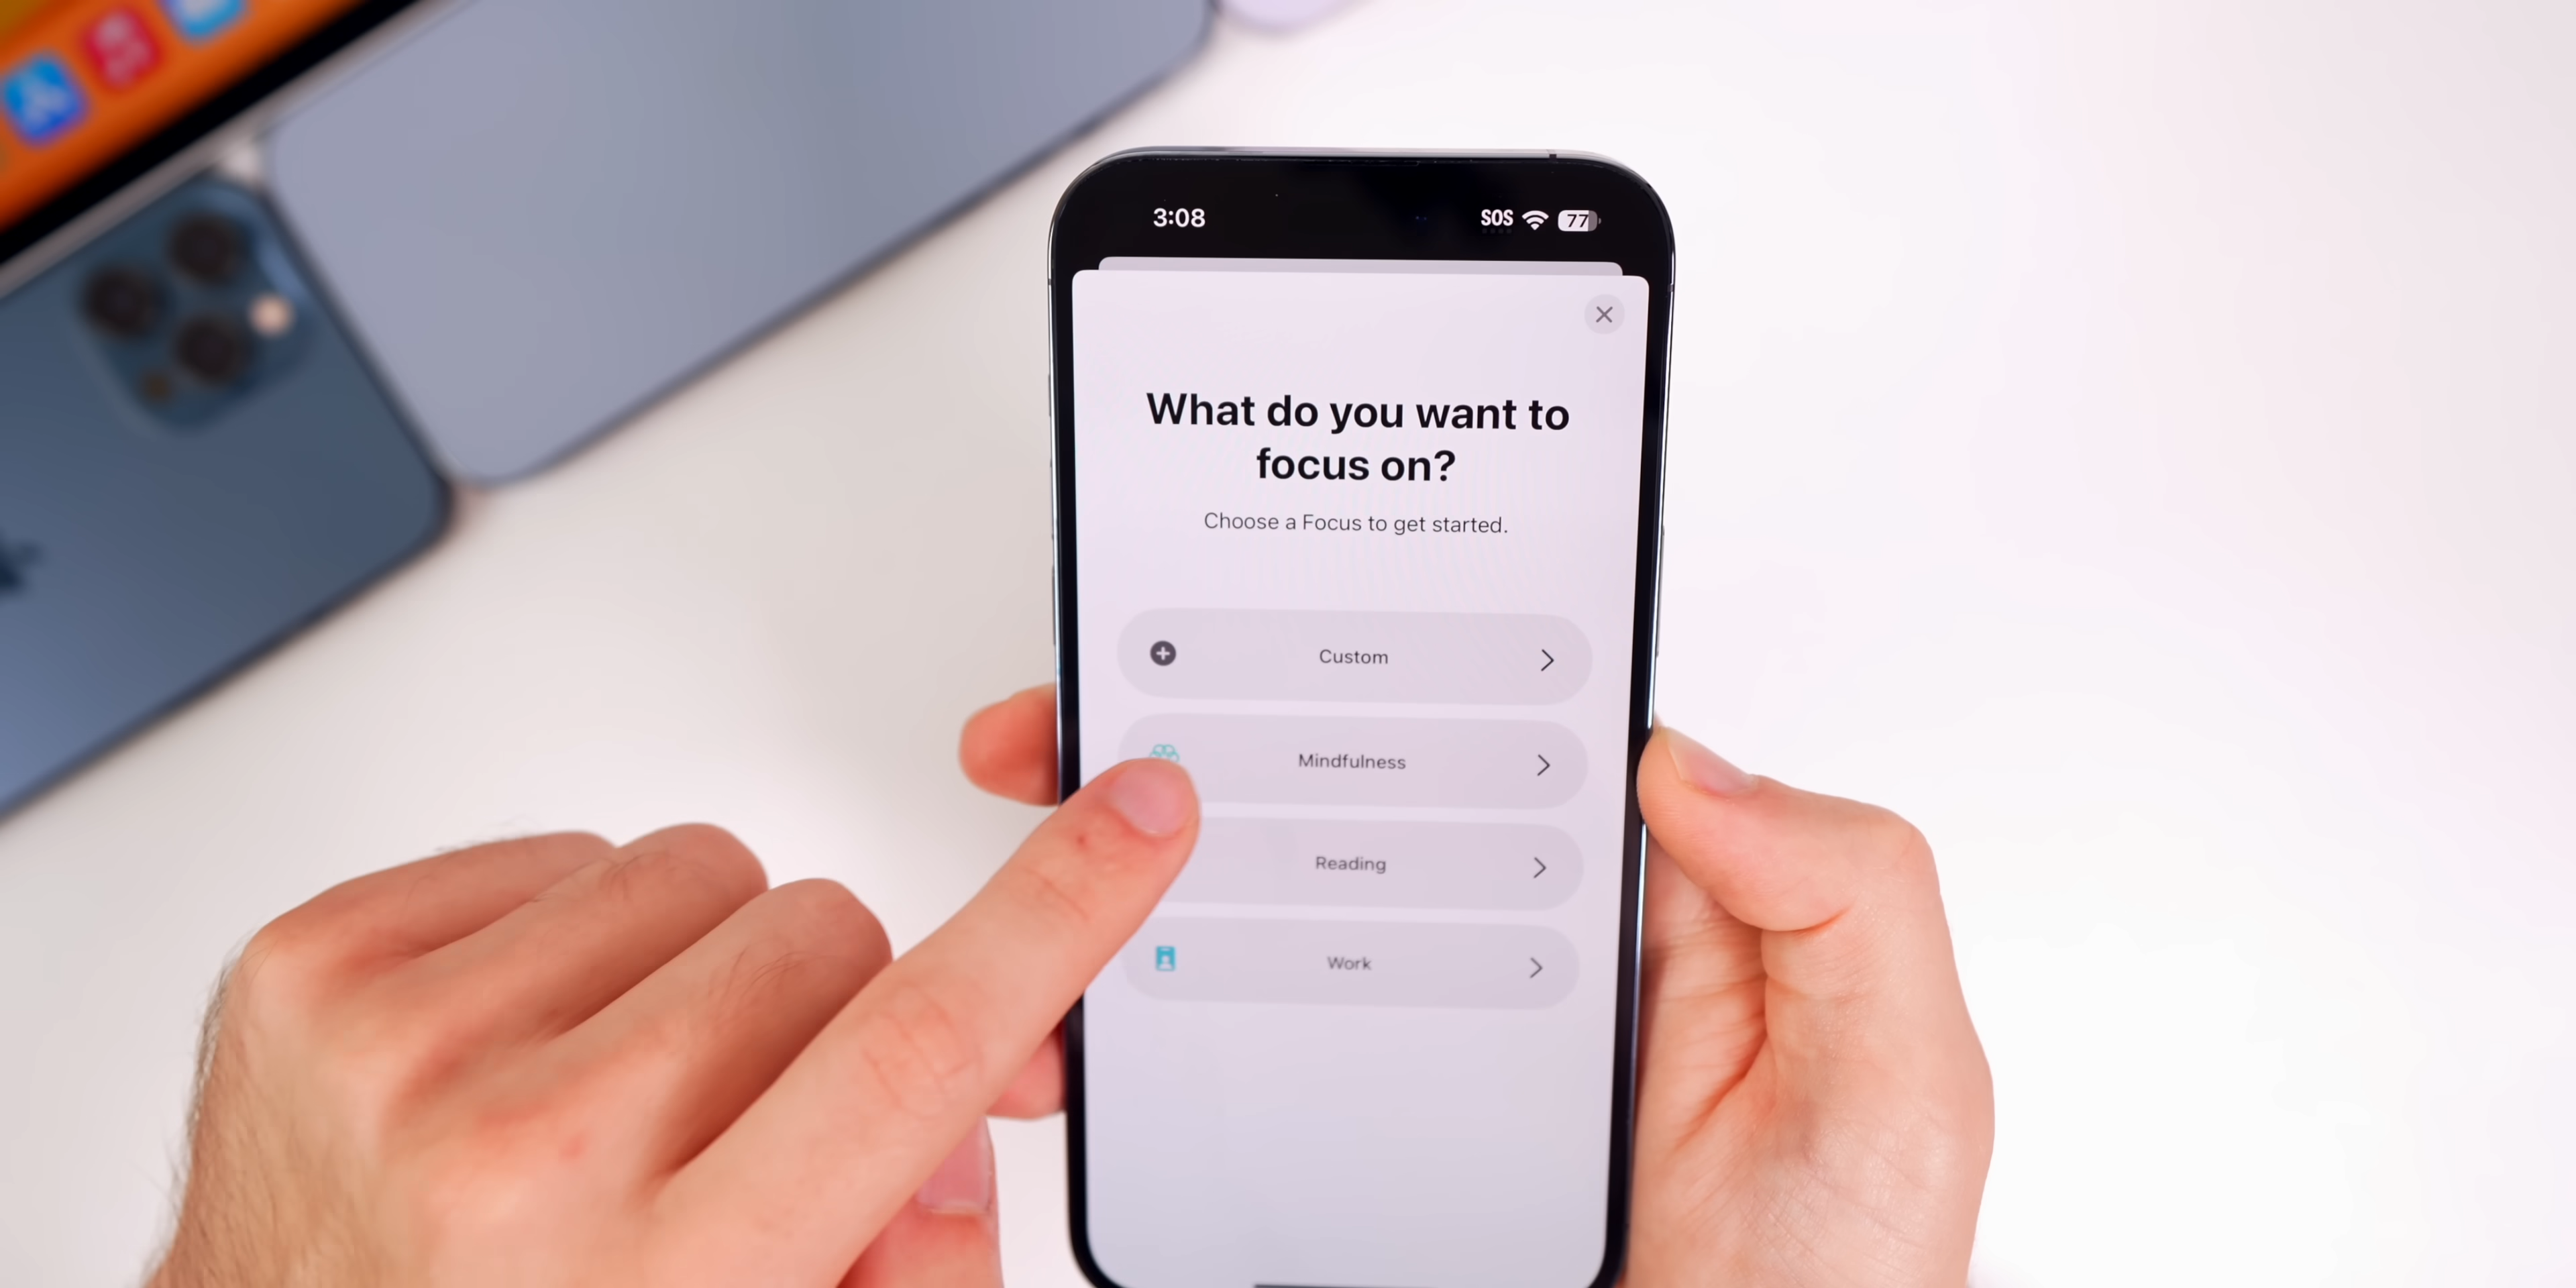 3:08 SOS 77
What do you want to
focus on?
Choose a Focus to get started.
Custom
Mindfulness
Reading
Work